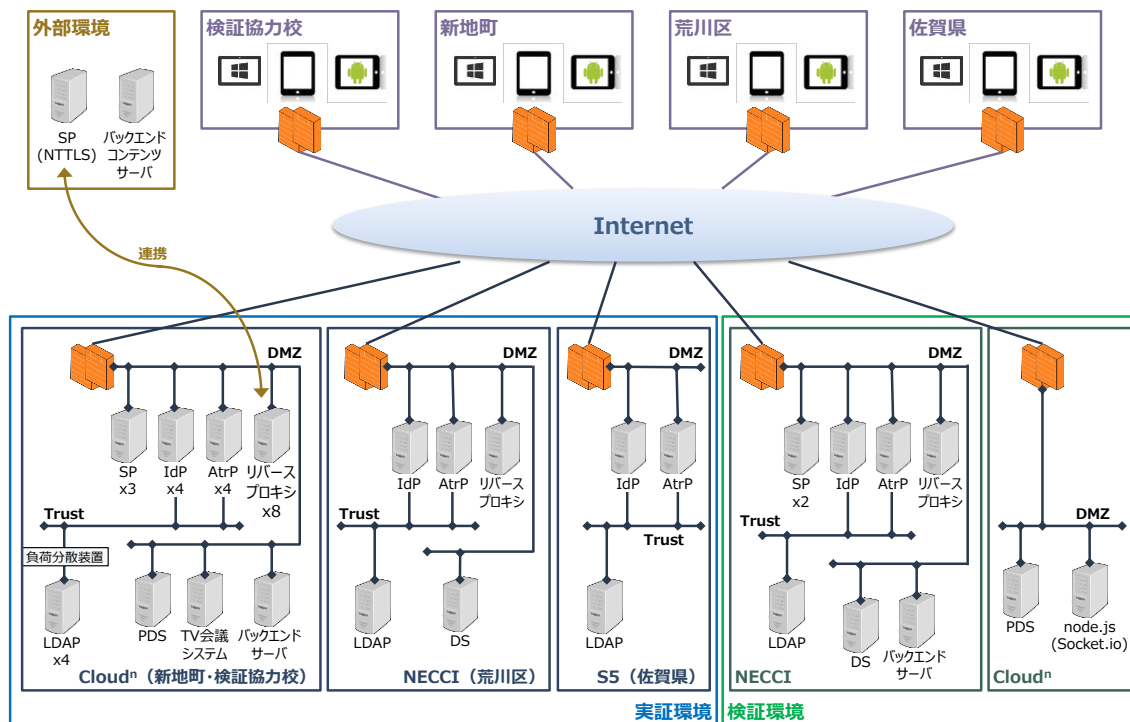 外部環境
SP
(NTTLS)
バックエンド
コンテンツ
サーバ
検証協力校
新地町
荒川区
佐賀県
Internet
連携
DMZ
SP
x3
IdP
x4
AtrP
x4
リバース
プロキシ
x8
Trust
負荷分散装置
LDAP
x4
PDS
TV会議
システム
バックエンド
サーバ
Cloudⁿ（新地町・検証協力校）
DMZ
IdP
AtrP
リバース
プロキシ
Trust
LDAP
DS
NECCI（荒川区）
DMZ
IdP
AtrP
Trust
LDAP
S5（佐賀県）
実証環境
DMZ
SP
x2
IdP
AtrP
リバース
プロキシ
Trust
LDAP
DS
バックエンド
サーバ
NECCI
DMZ
PDS
node.js
(Socket.io)
Cloudⁿ
検証環境